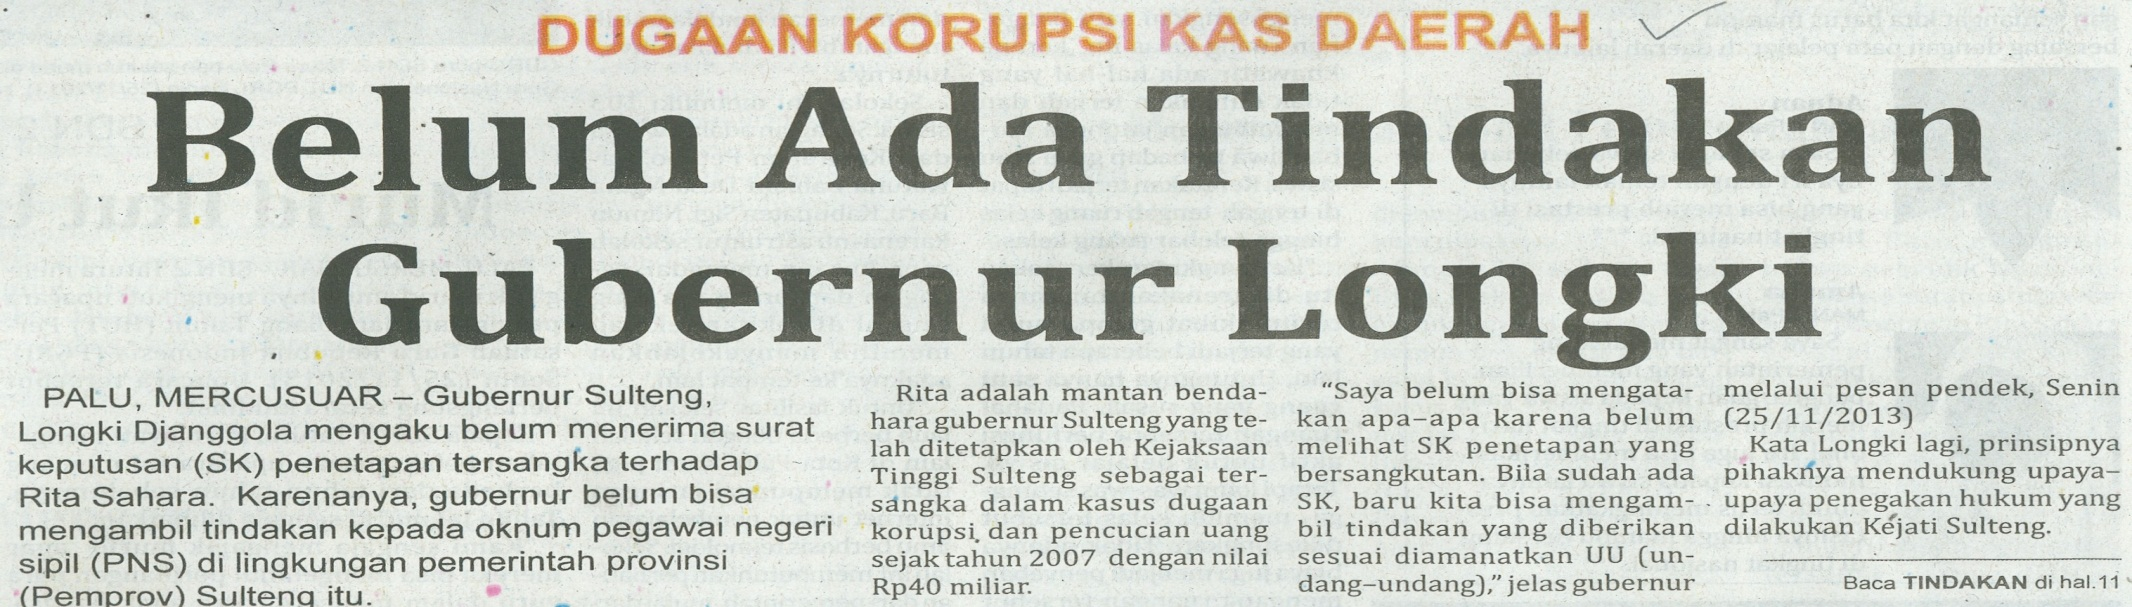 DUGAAN KORUPSI KAS DAERAH
Belum Ada Tindakan
Gubernur Longki
PALU, MERCUSUAR – Gubernur Sulteng,
Longki Djanggola mengaku belum menerima surat
keputusan (SK) penetapan tersangka terhadap
Rita Sahara. Karenanya, gubernur belum bisa
mengambil tindakan kepada oknum pegawai negeri
sipil (PNS) di lingkungan pemerintah provinsi
(Pemprov) Sulteng itu.
Rita adalah mantan benda-
hara gubernur Sulteng yang te-
lah ditetapkan oleh Kejaksaan
Tinggi Sulteng sebagai ter-
sangka dalam kasus dugaan
korupsi dan pencurian uang
sejak tahun 2007 dengan nilai
Rp40 miliar.
“Saya belum bisa mengata-
kan apa-apa karena belum
melihat SK penetapan yang
bersangkutan. Bila sudah ada
SK, baru kita bisa mengam-
bil tindakan yang diberikan
sesuai diamanatkan UU (un-
dang-undang),” jelas gubernur
melalui pesan pendek, Senin
(25/11/2013)
Kata Longki lagi, prinsipnya
pihaknya mendukung upaya-
upaya penegakan hukum yang
dilakukan Kejati Sulteng.
Baca TINDAKAN di hal.11